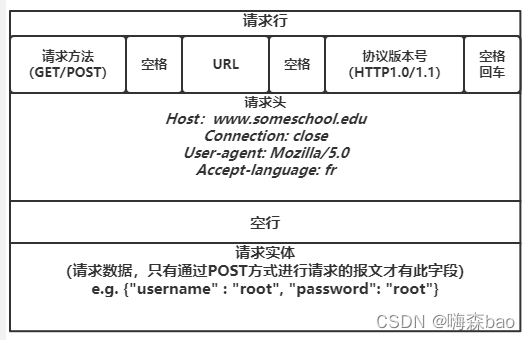 请求行
请求方法 空格 URL 空格 协议版本号 空格
(GET/POST) (HTTP1.0/1.1) 回车
请求头
Host: www.someschool.edu
Connection: close
User-agent: Mozilla/5.0
Accept-language: fr
空行
请求实体
(请求数据，只有通过POST方式进行请求的报文才有此字段)
e.g. {"username" : "root", "password": "root"}
CSDN @嗨森bao